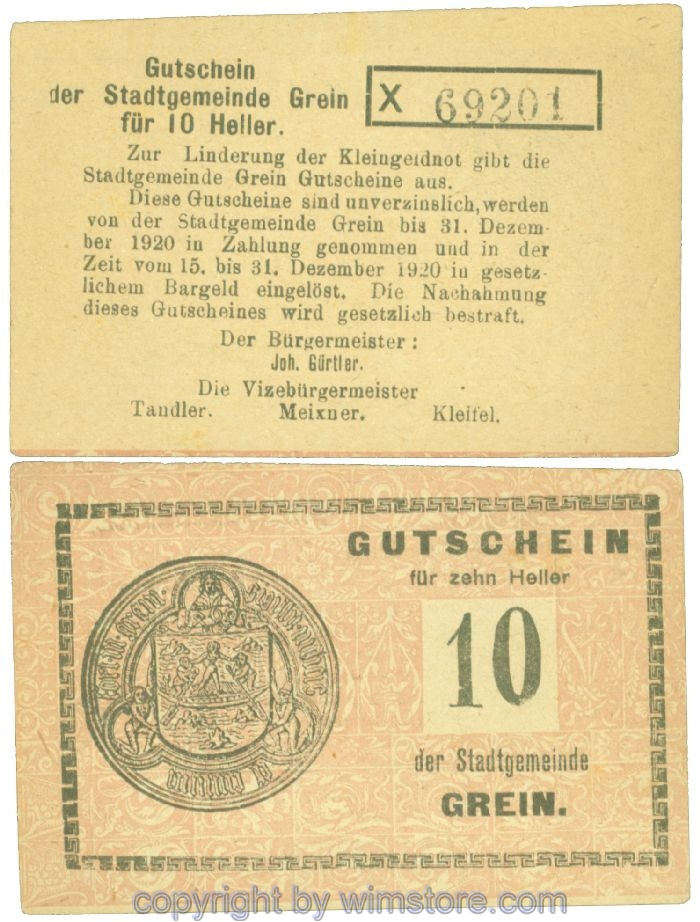 Gutschein
der Stadtgemeinde Grein
für 10 Heller.
X 69201
Zur Linderung der Kleingeldnot gibt die
Stadtgemeinde Grein Gutscheine aus.
Diese Gutscheine sind unverzinslich, werden
von der Stadtgemeinde Grein bis 31. Dezem-
ber 1920 in Zahlung genommen und in der
Zeit vom 15. bis 31. Dezember 1920 in gesetz-
lichem Bargeld eingelöst. Die Nachahmung
dieses Gutscheines wird gesetzlich bestraft.
Der Bürgermeister:
Joh. Gürtler.
Die Vizebürgermeister
Tandler. Meixner. Kleifel.
GUTSCHEIN
für zehn Heller
10
der Stadtgemeinde
GREIN.
copyright by wimstore.com